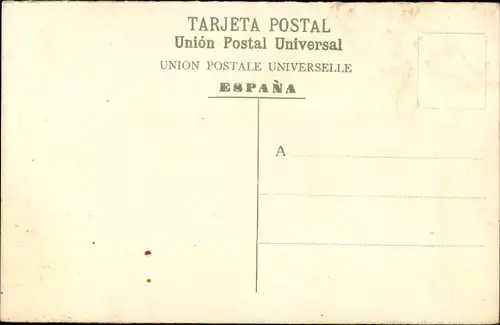 TARJETA POSTAL
Unión Postal Universal
UNION POSTALE UNIVERSELLE
ESPAÑA
A